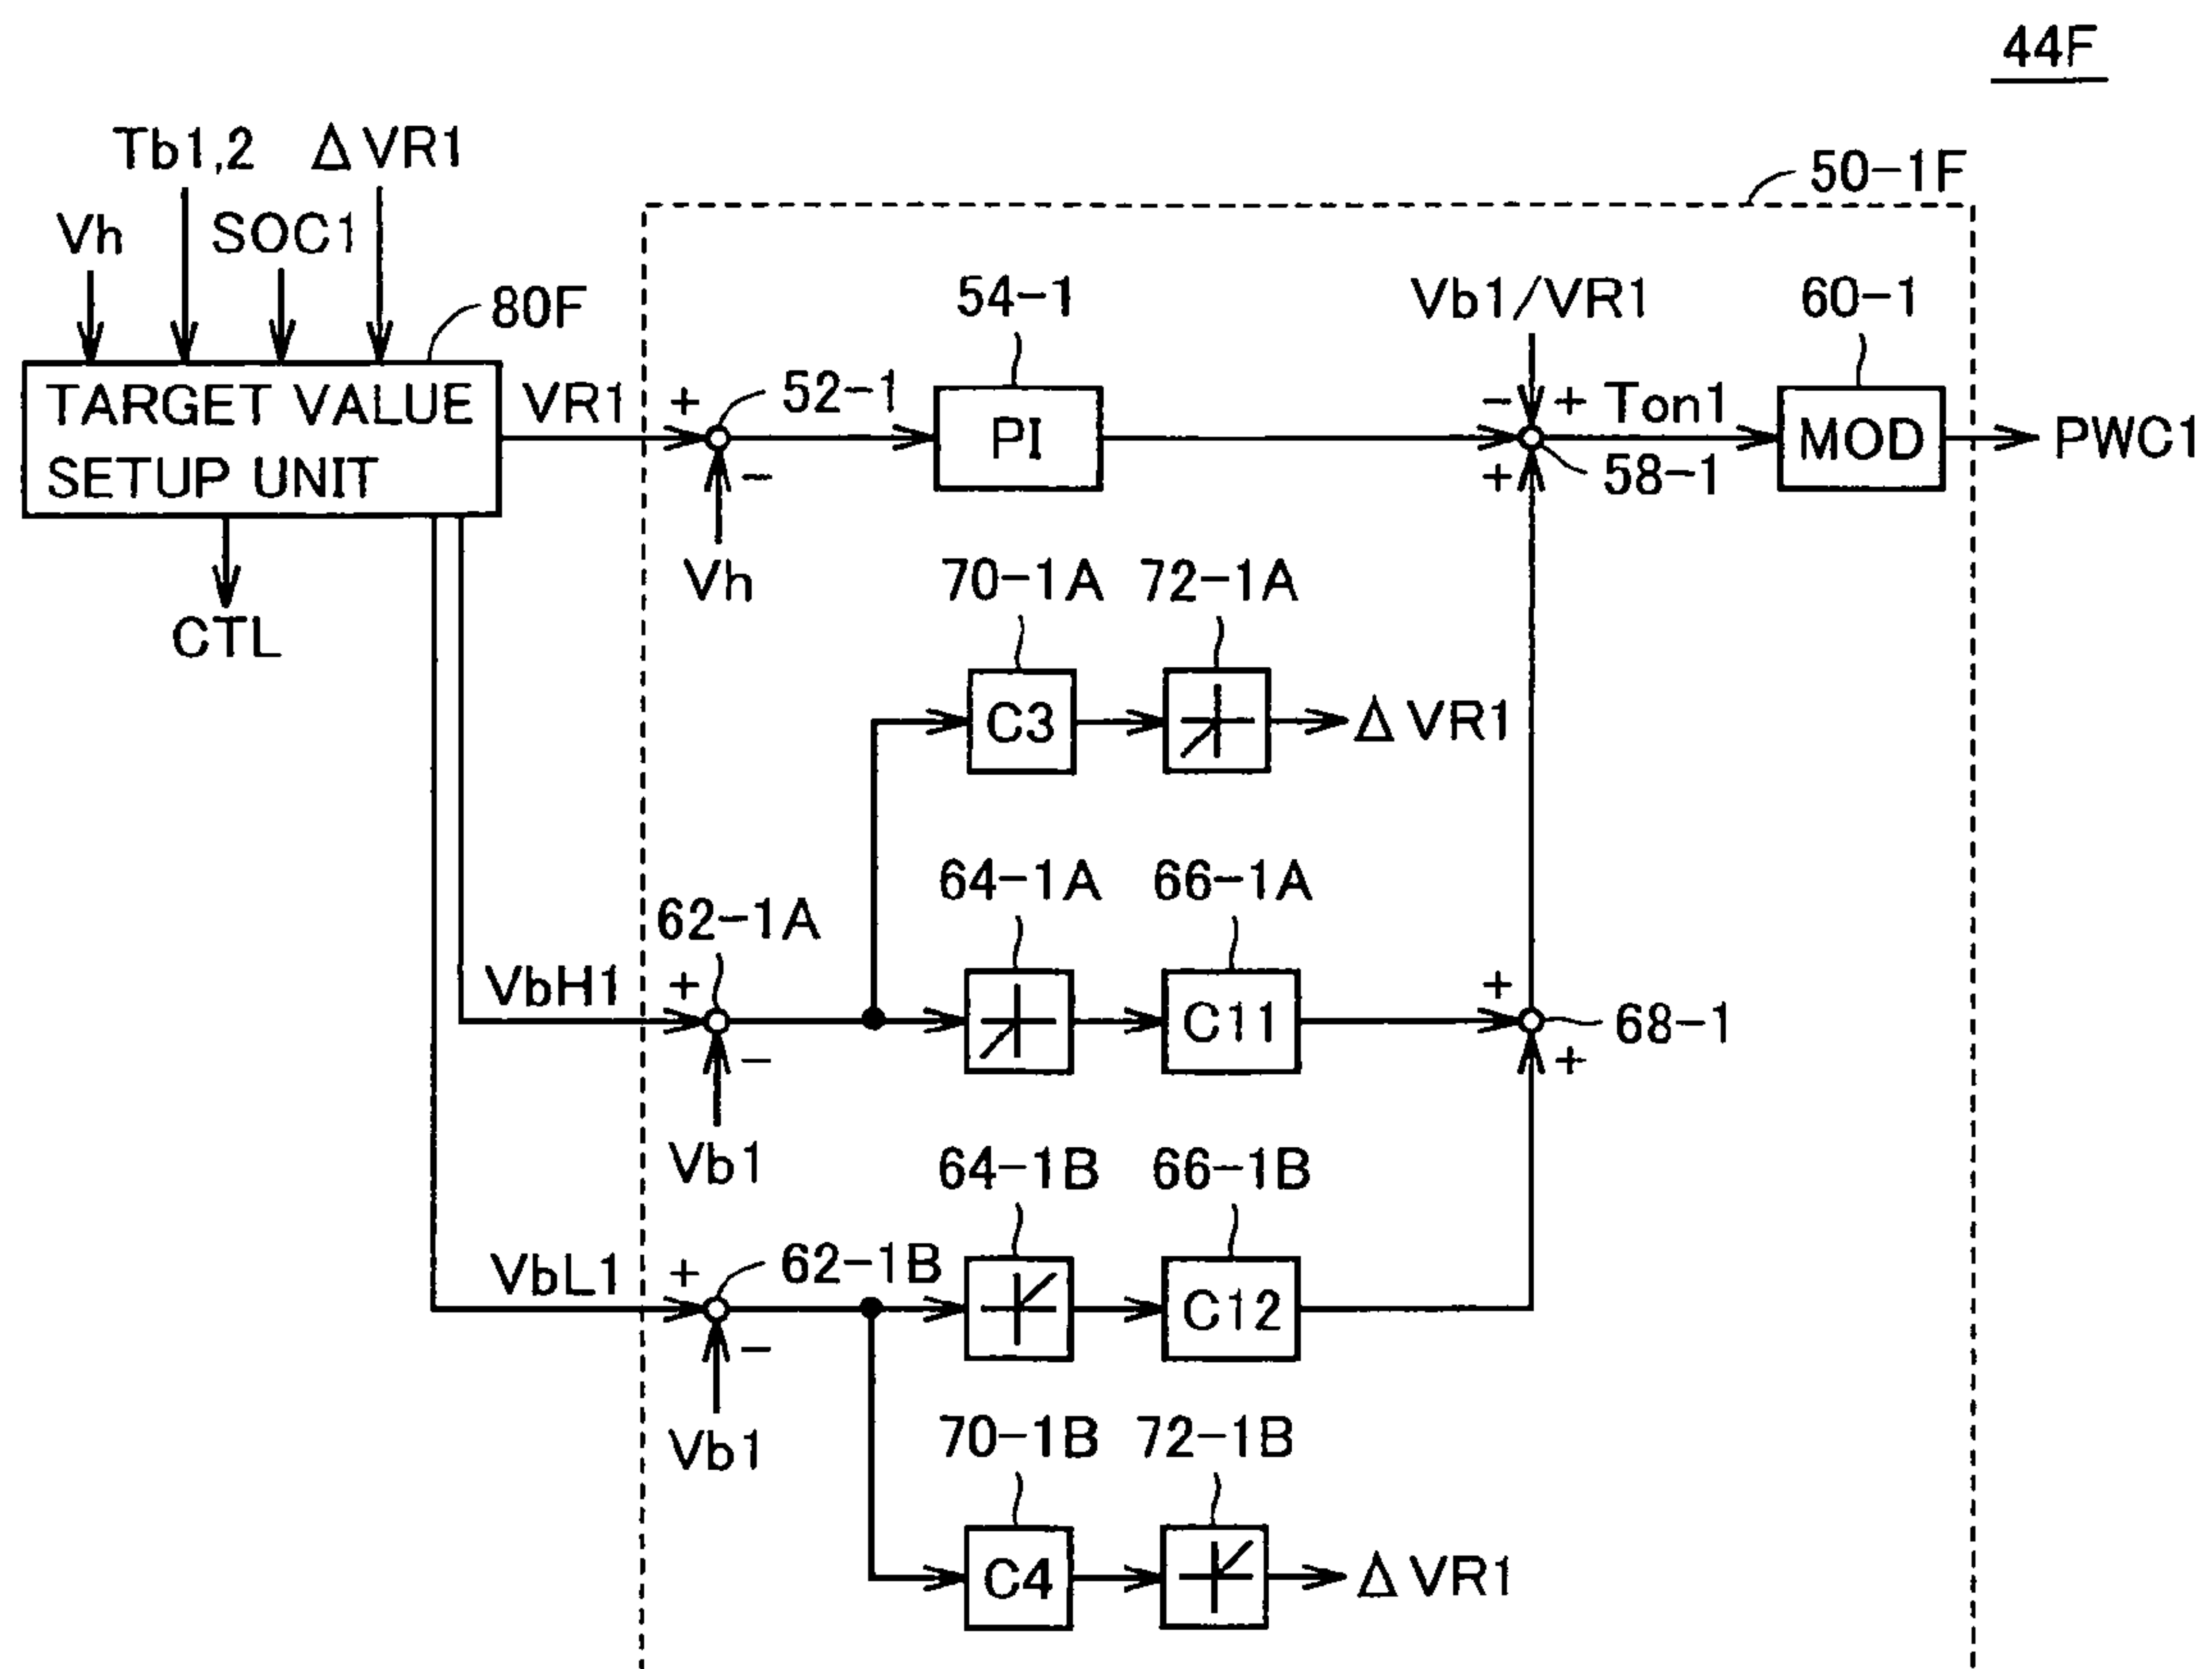 44F
Tb1,2 ΔVR1
50-1F
Vh SOC1
80F
54-1
Vb1/VR1
60-1
TARGET VALUE
SETUP UNIT
VR1
+
52-1
-
PI
-
+
Ton1
+
58-1
MOD
PWC1
Vh
CTL
70-1A
72-1A
C3
ΔVR1
64-1A
66-1A
62-1A
VbH1
+
-
C11
+
+
68-1
Vb1
64-1B
66-1B
VbL1
+
62-1B
-
C12
Vb1
70-1B
72-1B
C4
ΔVR1